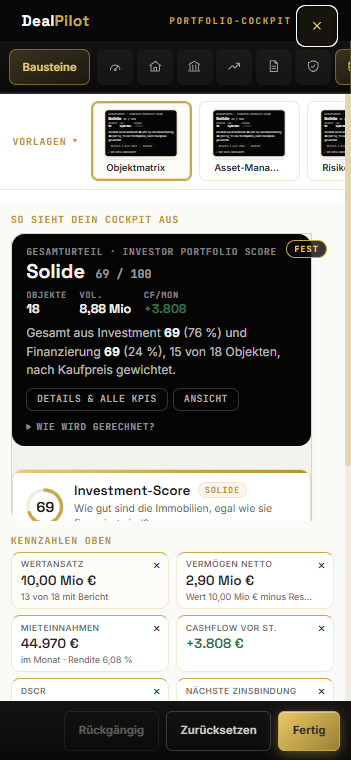 DealPilot
PORTFOLIO-COCKPIT
×
Bausteine
VORLAGEN ▾
Objektmatrix
Asset-Mana...
Risiko
SO SIEHT DEIN COCKPIT AUS
GESAMTURTEIL · INVESTOR PORTFOLIO SCORE
FEST
Solide 69 / 100
OBJEKTE VOL. CF/MON
18 8,88 Mio +3.808
Gesamt aus Investment 69 (76 %) und
Finanzierung 69 (24 %), 15 von 18 Objekten,
nach Kaufpreis gewichtet.
DETAILS & ALLE KPIS ANSICHT
▶ WIE WIRD GERECHNET?
69
Investment-Score SOLIDE
Wie gut sind die Immobilien, egal wie sie
KENNZAHLEN OBEN
WERTANSATZ ×
10,00 Mio €
13 von 18 mit Bericht
VERMÖGEN NETTO ×
2,90 Mio €
Wert 10,00 Mio € minus Res...
MIETEINNAHMEN ×
44.970 €
im Monat · Rendite 6,08 %
CASHFLOW VOR ST. ×
+3.808 €
DSCR ×
NÄCHSTE ZINSBINDUNG ×
Rückgängig
Zurücksetzen
Fertig